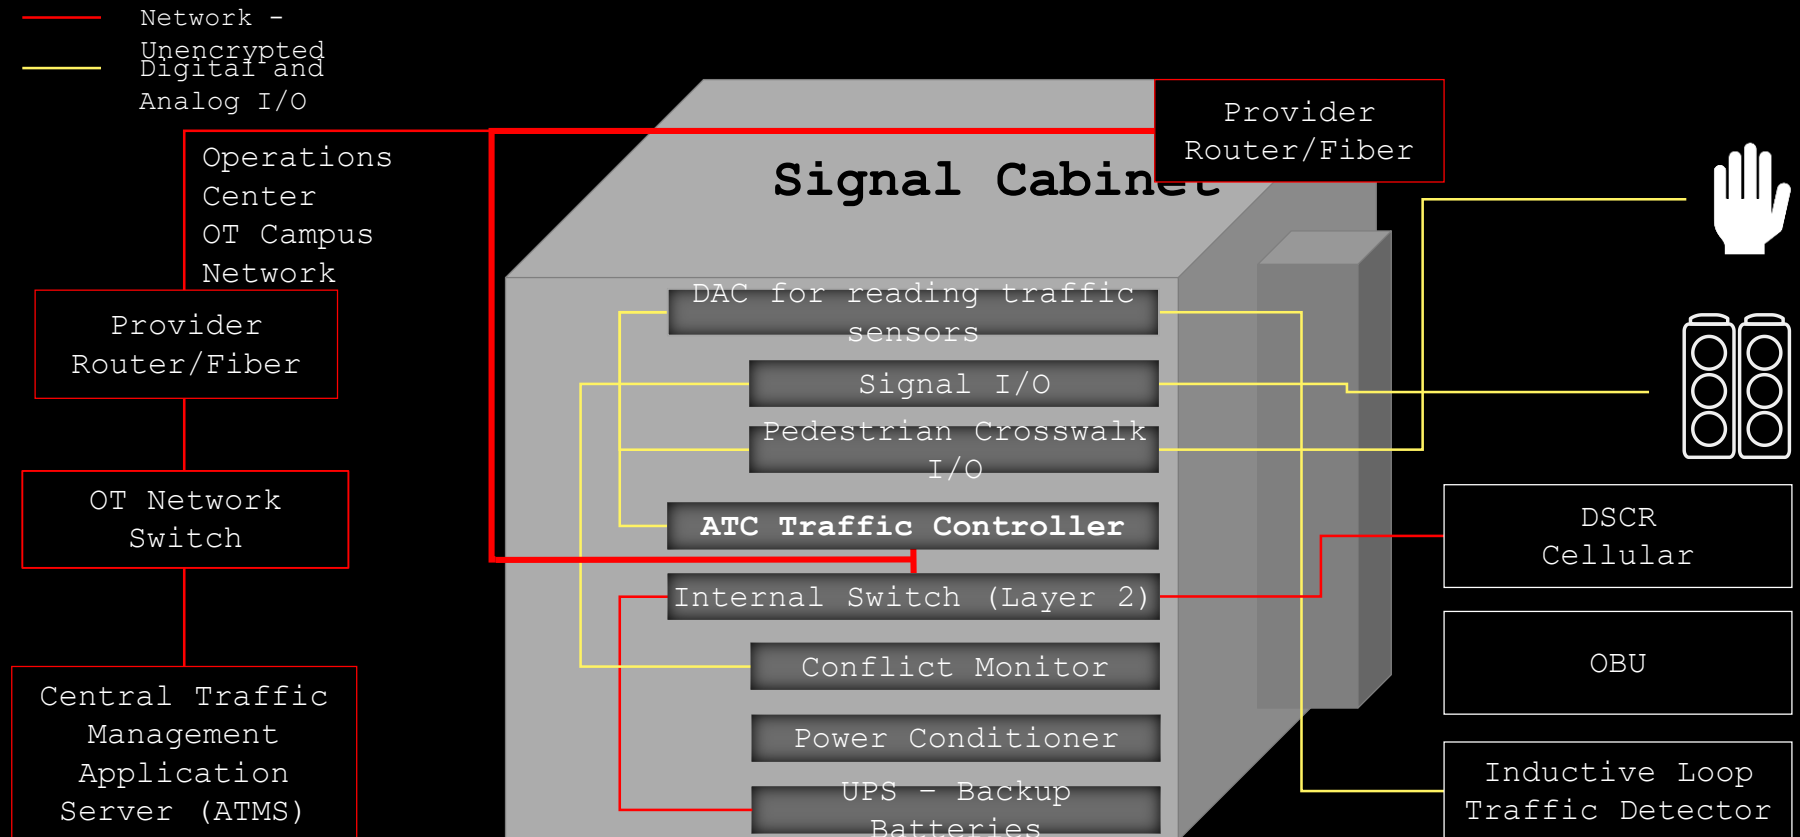 Network -
Unencrypted
Digital and
Analog I/O
Operations
Center
OT Campus
Network
Provider
Router/Fiber
OT Network
Switch
Central Traffic
Management
Application
Server (ATMS)
Signal Cabinet
Provider
Router/Fiber
DAC for reading traffic
sensors
Signal I/O
Pedestrian Crosswalk
I/O
ATC Traffic Controller
Internal Switch (Layer 2)
Conflict Monitor
Power Conditioner
UPS – Backup
Batteries
DSCR
Cellular
OBU
Inductive Loop
Traffic Detector